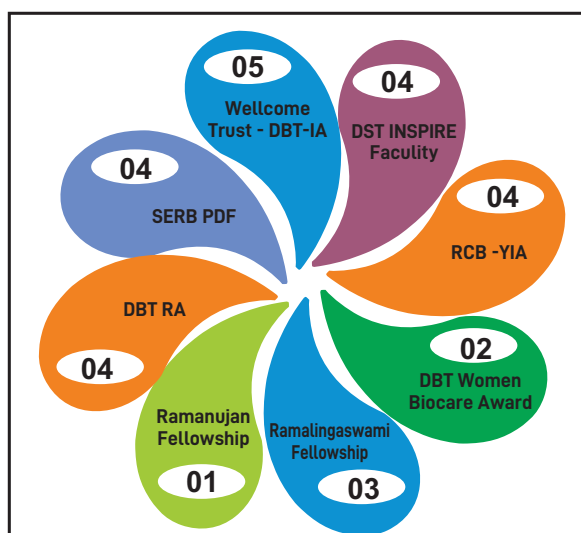 05
Wellcome
Trust - DBT-IA
04
DST INSPIRE
Faculity
04
RCB -YIA
02
DBT Women
Biocare Award
Ramalingaswami
Fellowship
03
Ramanujan
Fellowship
01
DBT RA
04
04
SERB PDF